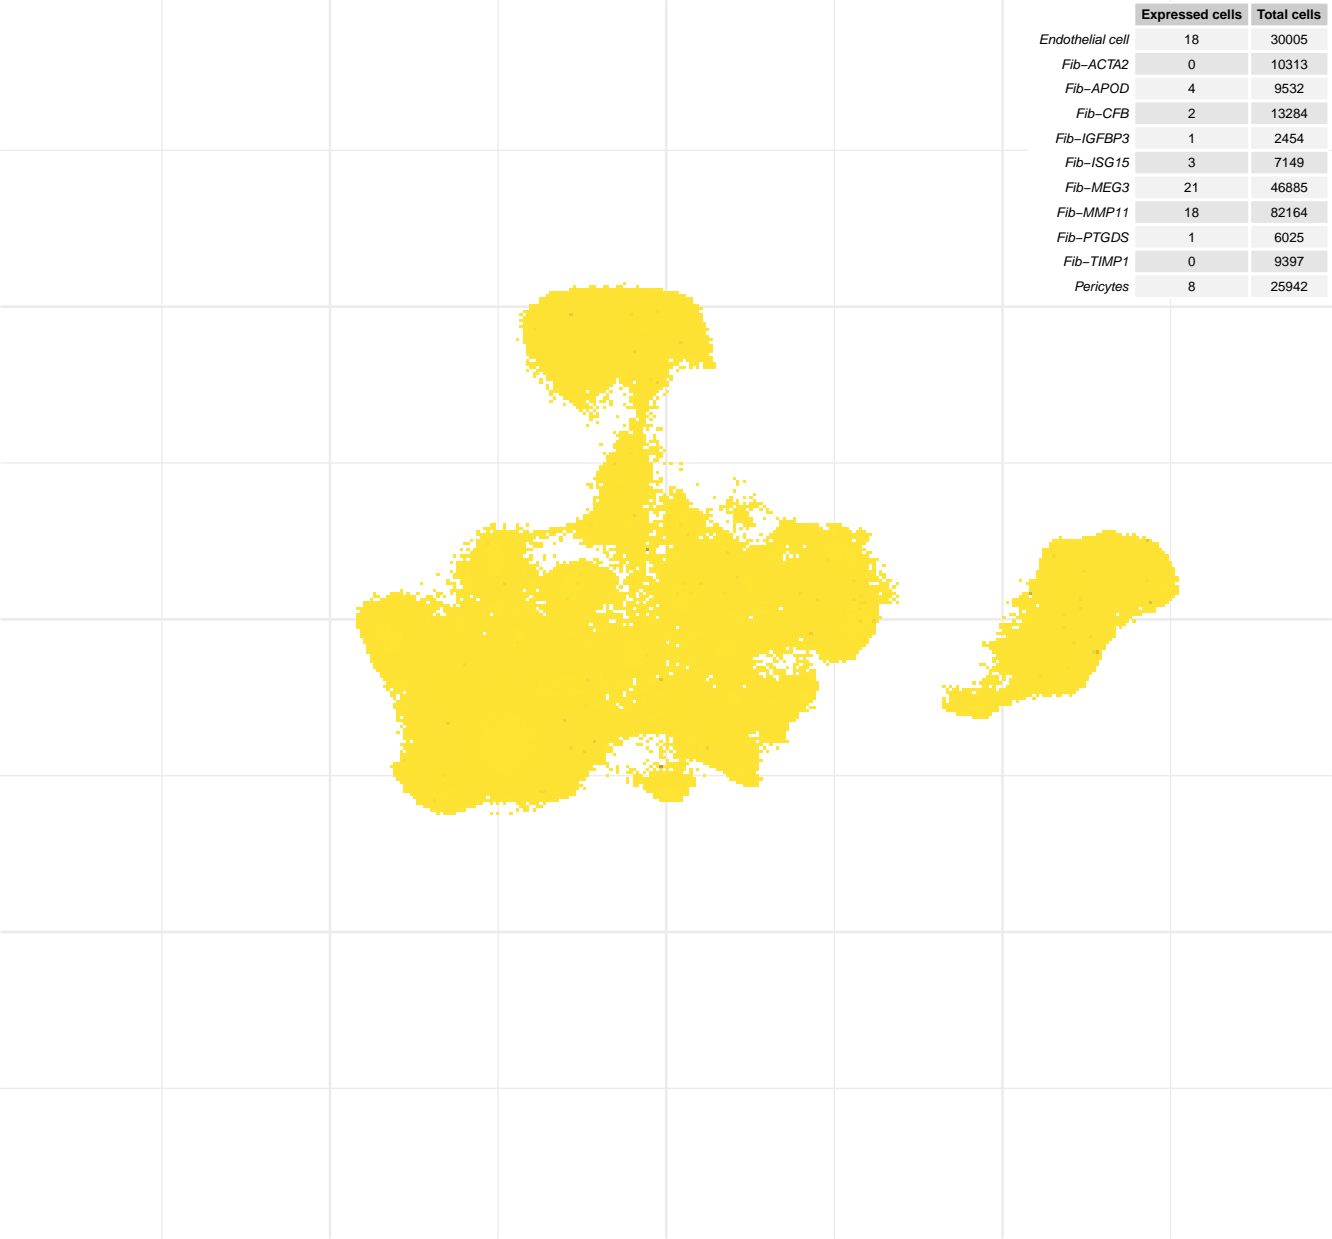 Expressed cells Total cells
Endothelial cell 18 30005
Fib−ACTA2 0 10313
Fib−APOD 4 9532
Fib−CFB 2 13284
Fib−IGFBP3 1 2454
Fib−ISG15 3 7149
Fib−MEG3 21 46885
Fib−MMP11 18 82164
Fib−PTGDS 1 6025
Fib−TIMP1 0 9397
Pericytes 8 25942